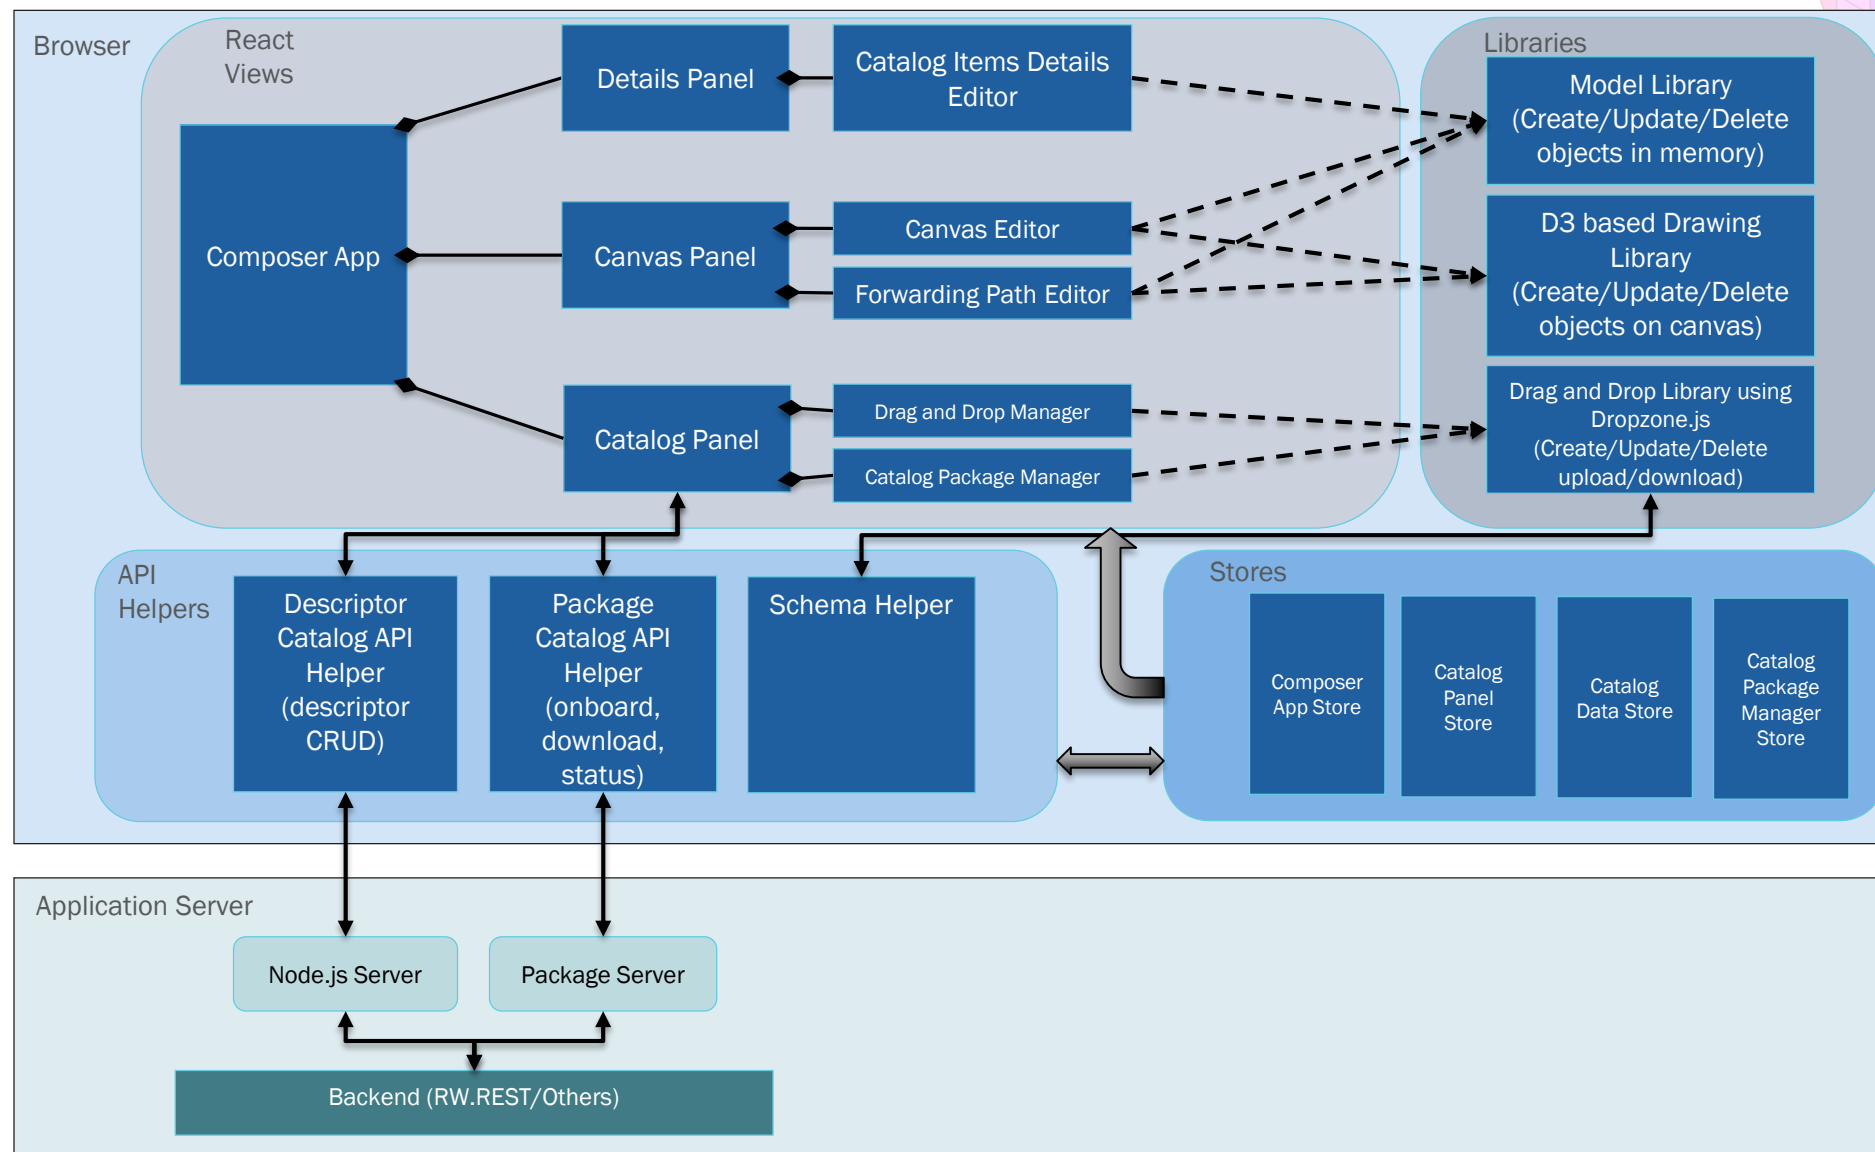 Browser
React
Views
Details Panel
Catalog Items Details
Editor
Composer App
Canvas Panel
Canvas Editor
Forwarding Path Editor
Catalog Panel
Drag and Drop Manager
Catalog Package Manager
Libraries
Model Library
(Create/Update/Delete
objects in memory)
D3 based Drawing
Library
(Create/Update/Delete
objects on canvas)
Drag and Drop Library using
Dropzone.js
(Create/Update/Delete
upload/download)
API
Helpers
Descriptor
Catalog API
Helper
(descriptor
CRUD)
Package
Catalog API
Helper
(onboard,
download,
status)
Schema Helper
Stores
Composer
App Store
Catalog
Panel
Store
Catalog
Data Store
Catalog
Package
Manager
Store
Application Server
Node.js Server
Package Server
Backend (RW.REST/Others)